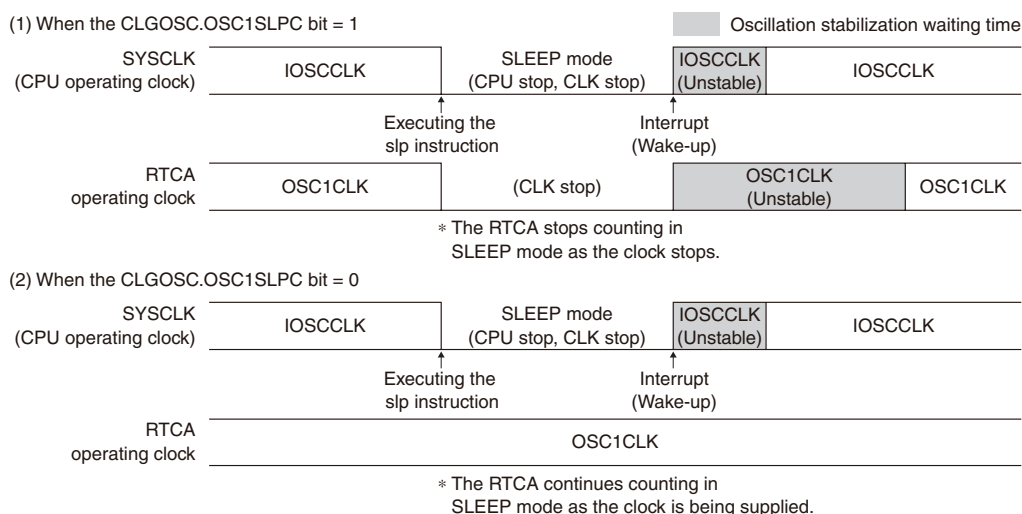 (1) When the CLGOSC.OSC1SLPC bit = 1
Oscillation stabilization waiting time
SYSCLK
(CPU operating clock)
IOSCCLK
SLEEP mode
(CPU stop, CLK stop)
IOSCCLK
(Unstable)
IOSCCLK
Executing the
slp instruction
Interrupt
(Wake-up)
RTCA
operating clock
OSC1CLK
(CLK stop)
OSC1CLK
(Unstable)
OSC1CLK
* The RTCA stops counting in
SLEEP mode as the clock stops.
(2) When the CLGOSC.OSC1SLPC bit = 0
SYSCLK
(CPU operating clock)
IOSCCLK
SLEEP mode
(CPU stop, CLK stop)
IOSCCLK
(Unstable)
IOSCCLK
Executing the
slp instruction
Interrupt
(Wake-up)
RTCA
operating clock
OSC1CLK
* The RTCA continues counting in
SLEEP mode as the clock is being supplied.